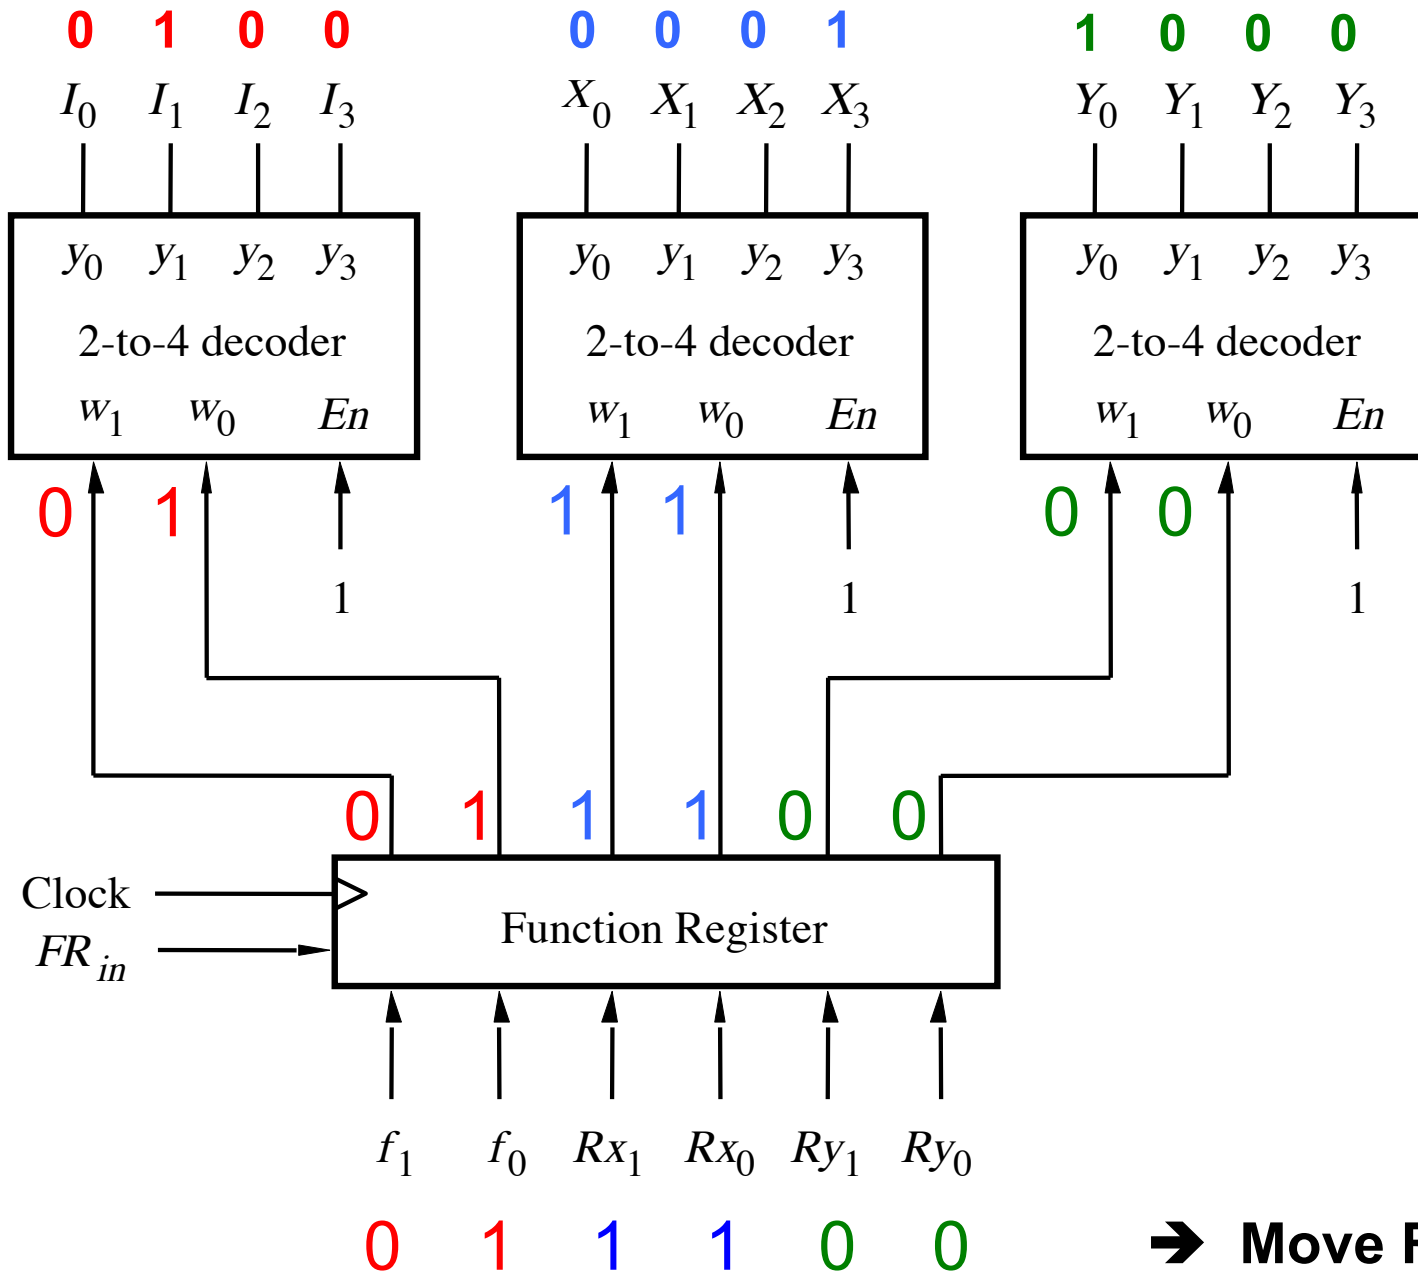 0 1 0 0 0 0 0 1 1 0 0 0
I0 I1 I2 I3 X0 X1 X2 X3 Y0 Y1 Y2 Y3
y0 y1 y2 y3 y0 y1 y2 y3 y0 y1 y2 y3
2-to-4 decoder 2-to-4 decoder 2-to-4 decoder
w1 w0 En w1 w0 En w1 w0 En
0 1 1 1 0 0
1 1 1
0 1 1 1 0 0
Clock
Function Register
FR in
f1 f0 Rx1 Rx0 Ry1 Ry0
0 1 1 1 0 0 ➔ Move